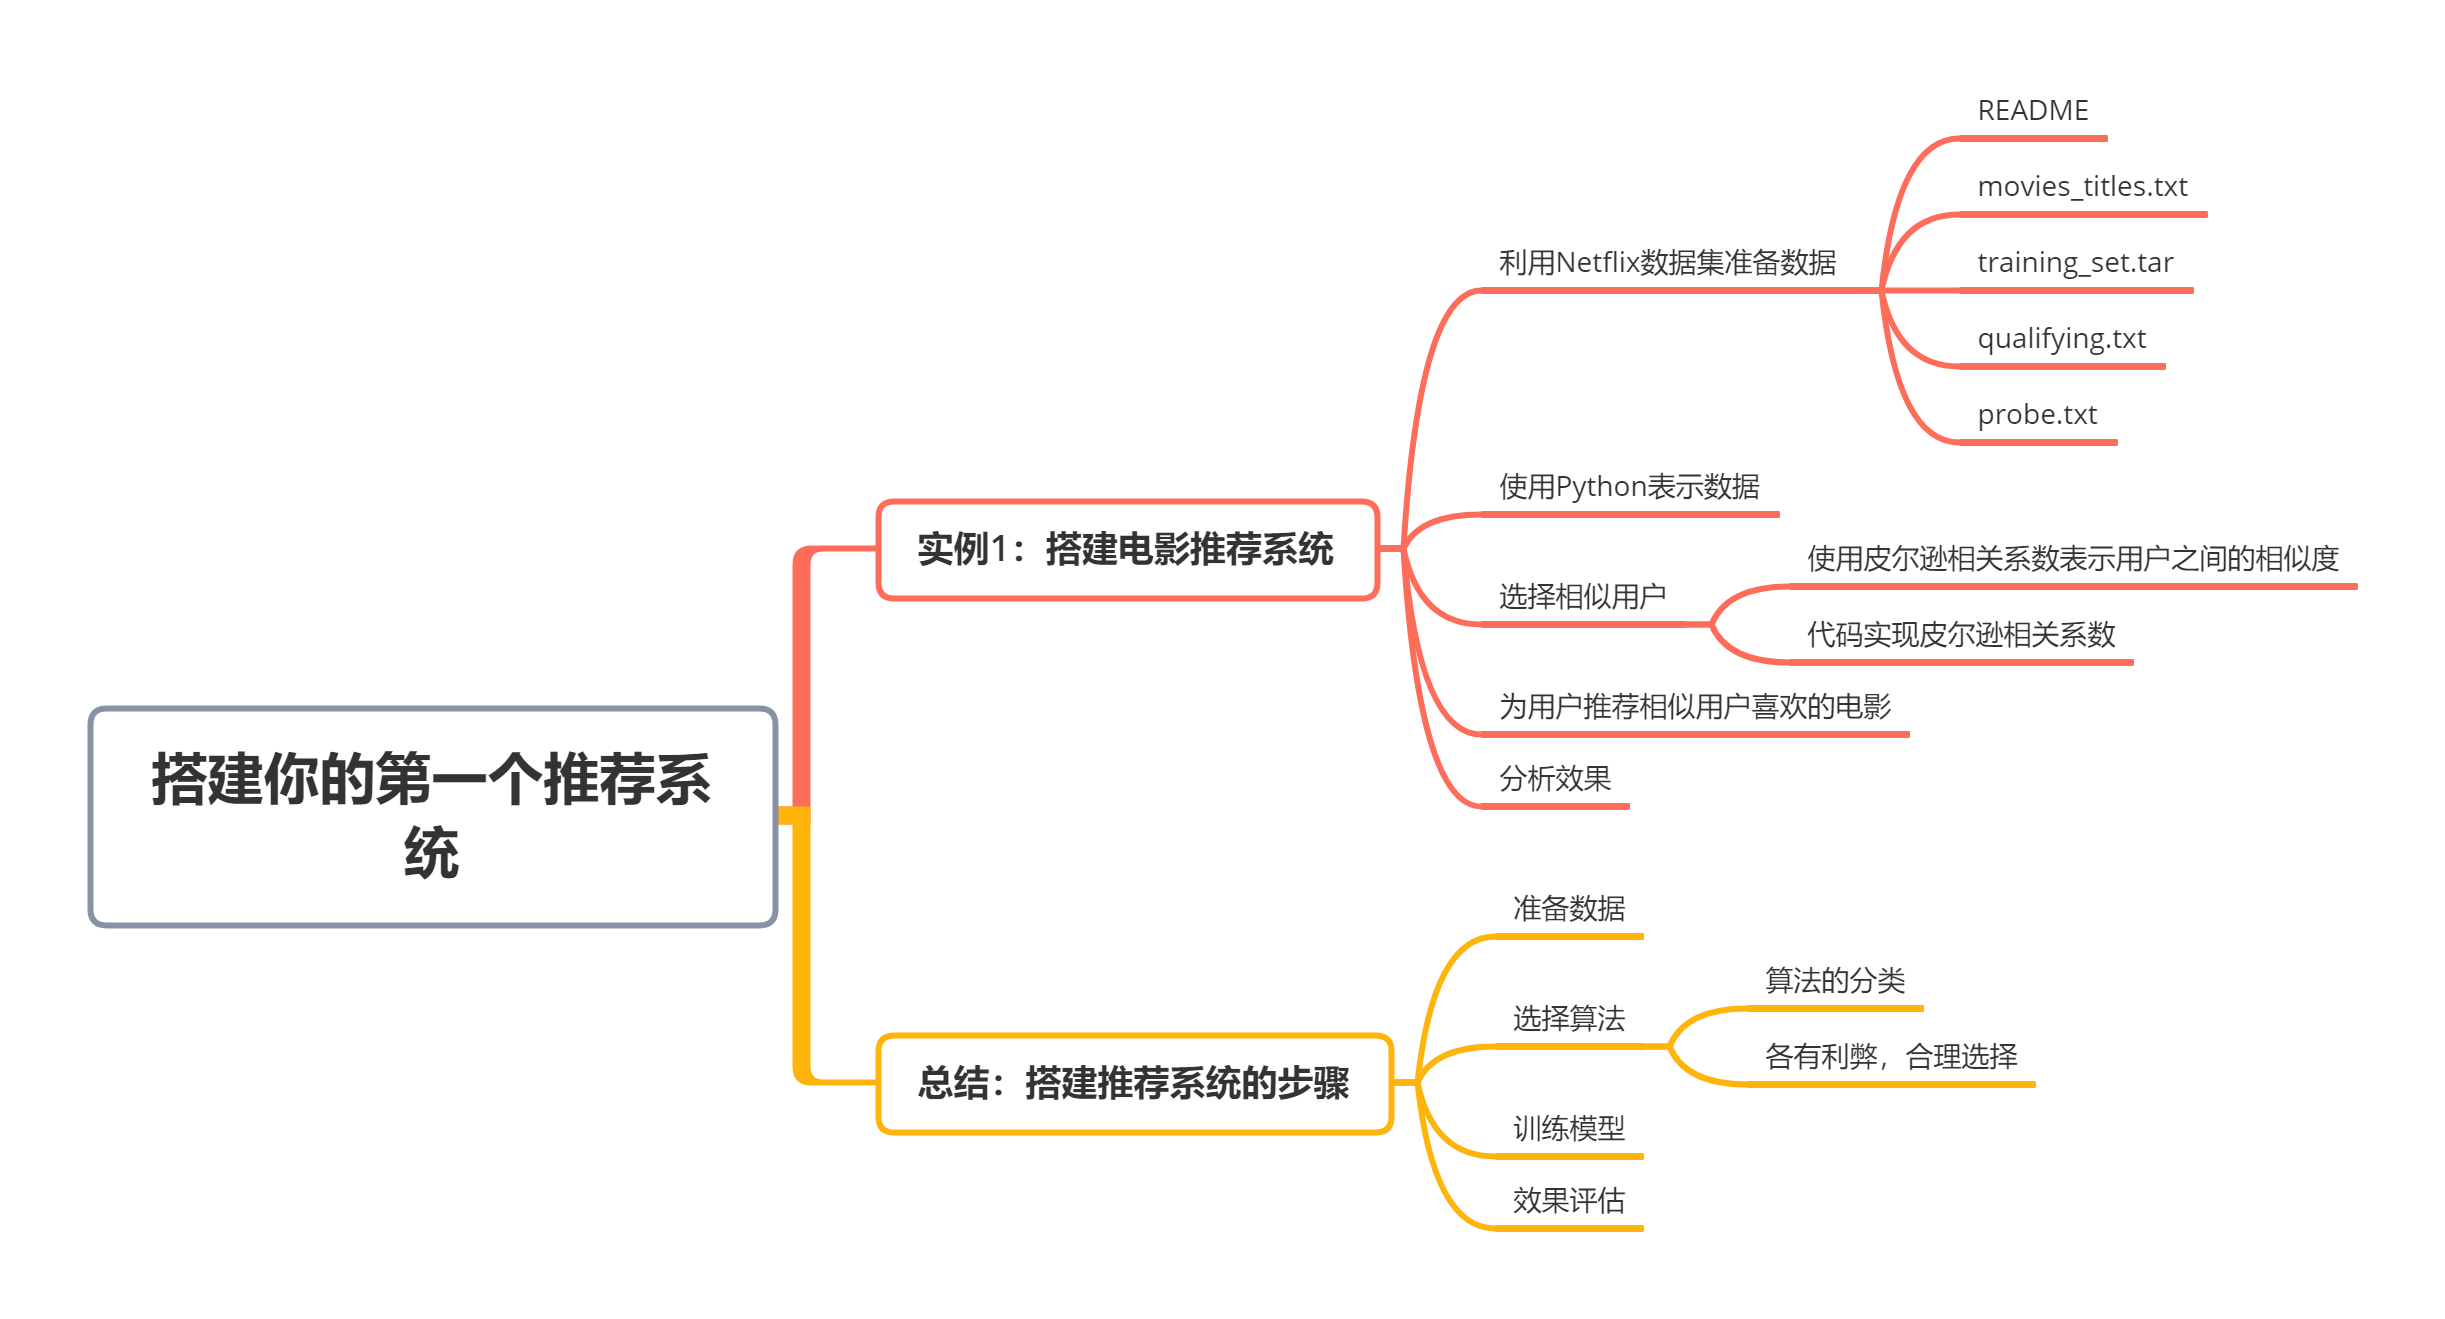 搭建你的第一个推荐系
统
实例1：搭建电影推荐系统
利用Netflix数据集准备数据
README
movies_titles.txt
training_set.tar
qualifying.txt
probe.txt
使用Python表示数据
选择相似用户
使用皮尔逊相关系数表示用户之间的相似度
代码实现皮尔逊相关系数
为用户推荐相似用户喜欢的电影
分析效果
总结：搭建推荐系统的步骤
准备数据
选择算法
算法的分类
各有利弊，合理选择
训练模型
效果评估